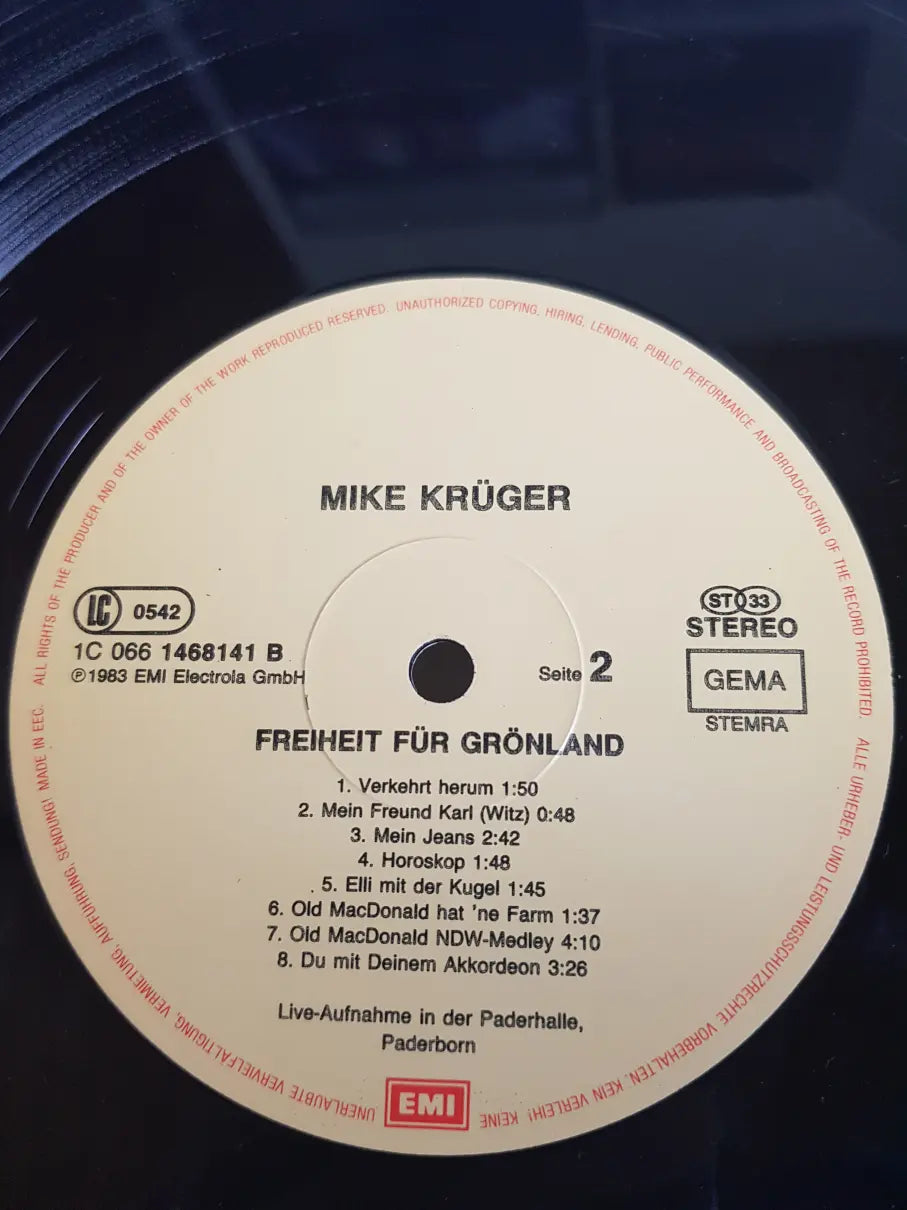 ALL RIGHTS OF THE PRODUCER AND OF THE OWNER OF THE WORK REPRODUCED RESERVED. UNAUTHORIZED COPYING, HIRING, LENDING, PUBLIC PERFORMANCE AND BROADCASTING OF THE RECORD PROHIBITED.
MIKE KRÜGER
LC 0542
1C 066 1468141 B
℗1983 EMI Electrola GmbH
Seite 2
ST 33
STEREO
GEMA
STEMRA
FREIHEIT FÜR GRÖNLAND
1. Verkehrt herum 1:50
2. Mein Freund Karl (Witz) 0:48
3. Mein Jeans 2:42
4. Horoskop 1:48
5. Elli mit der Kugel 1:45
6. Old MacDonald hat 'ne Farm 1:37
7. Old MacDonald NDW-Medley 4:10
8. Du mit Deinem Akkordeon 3:26
Live-Aufnahme in der Paderhalle,
Paderborn
EMI
ALLE URHEBER- UND LEISTUNGSSCHUTZRECHTE VORBEHALTEN. KEIN VERLEIH! KEINE UNERLAUBTE VERVIELFÄLTIGUNG, VERMIETUNG, AUFFÜHRUNG, SENDUNG! MADE IN EEC.